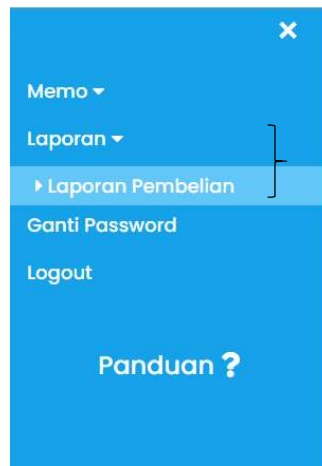 Memo
Laporan
Laporan Pembelian
Ganti Password
Logout
Panduan ?